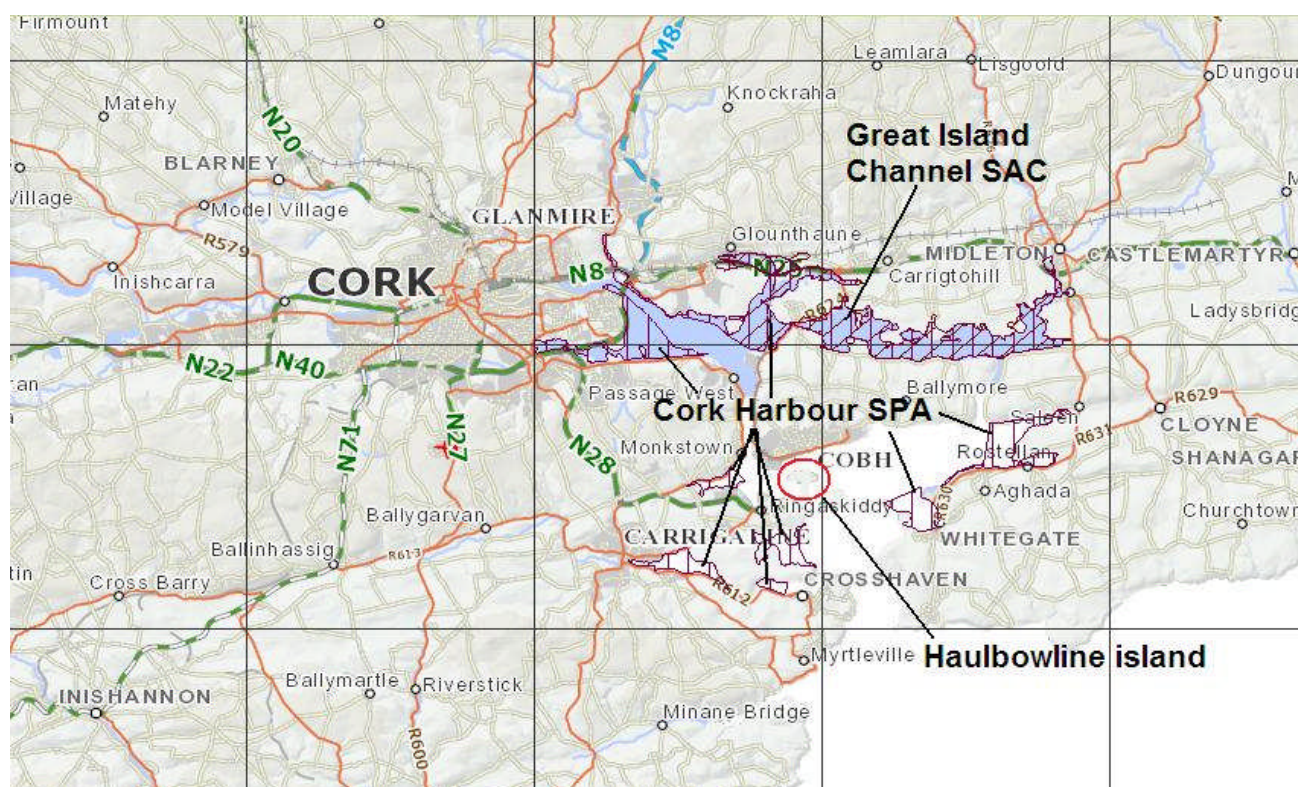 Firmount
M8
Leamlara
Lisgoold
Dungour
Matehy
Knockraha
N20
Great Island
Channel SAC
BLARNEY
Village
Model Village
GLANMIRE
R579
Glounthaune
MIDLETON
CASTLEMARTYR
Inishcarra
CORK
N8
N25
Carrigtohill
R624
Ladysbridg
N22
N40
Passage West
Ballymore
R629
Cork Harbour SPA
Saleen
CLOYNE
N71
N27
N28
Monkstown
COBH
Rostellan
R631
SHANAGAR
Aghada
R630
Ringaskiddy
Churchtown
Ballygarvan
CARRIGALINE
WHITEGATE
Ballinhassig
R613
tin
Cross Barry
R612
CROSSHAVEN
Myrtleville
Haulbowline island
INISHANNON
Ballymartle
Riverstick
Minane Bridge
R600